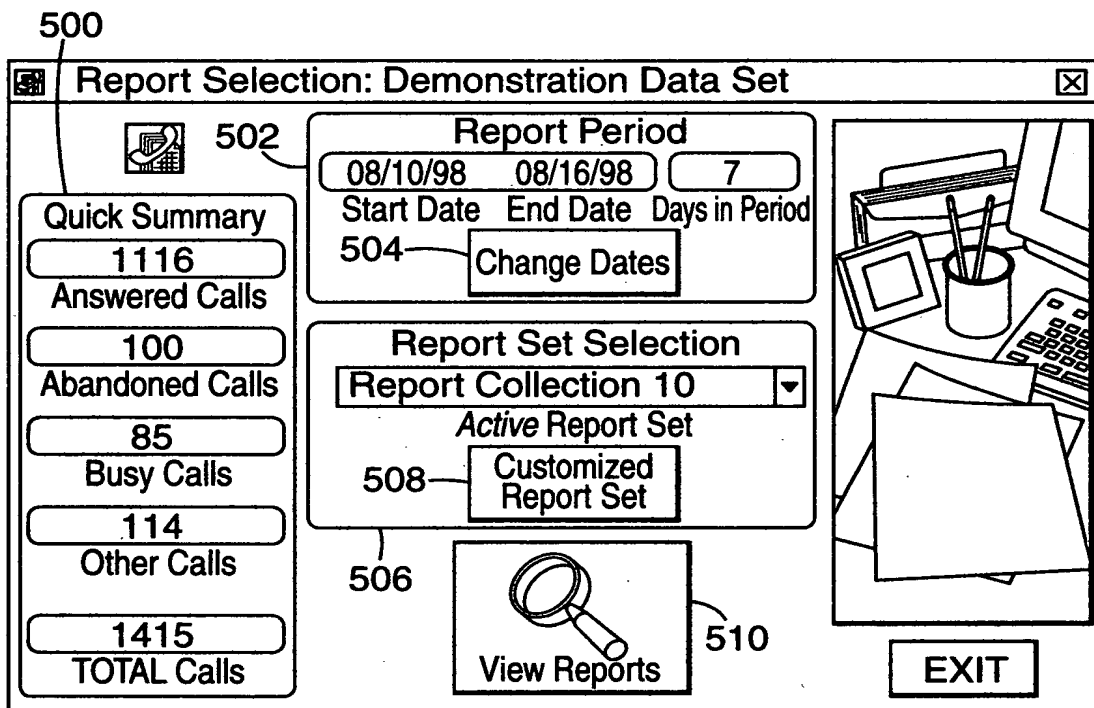 500
Report Selection: Demonstration Data Set
502
Report Period
08/10/98 08/16/98 7
Start Date End Date Days in Period
504
Change Dates
Quick Summary
1116
Answered Calls
100
Abandoned Calls
85
Busy Calls
114
Other Calls
1415
TOTAL Calls
Report Set Selection
Report Collection 10
Active Report Set
508
Customized
Report Set
506
View Reports
510
EXIT